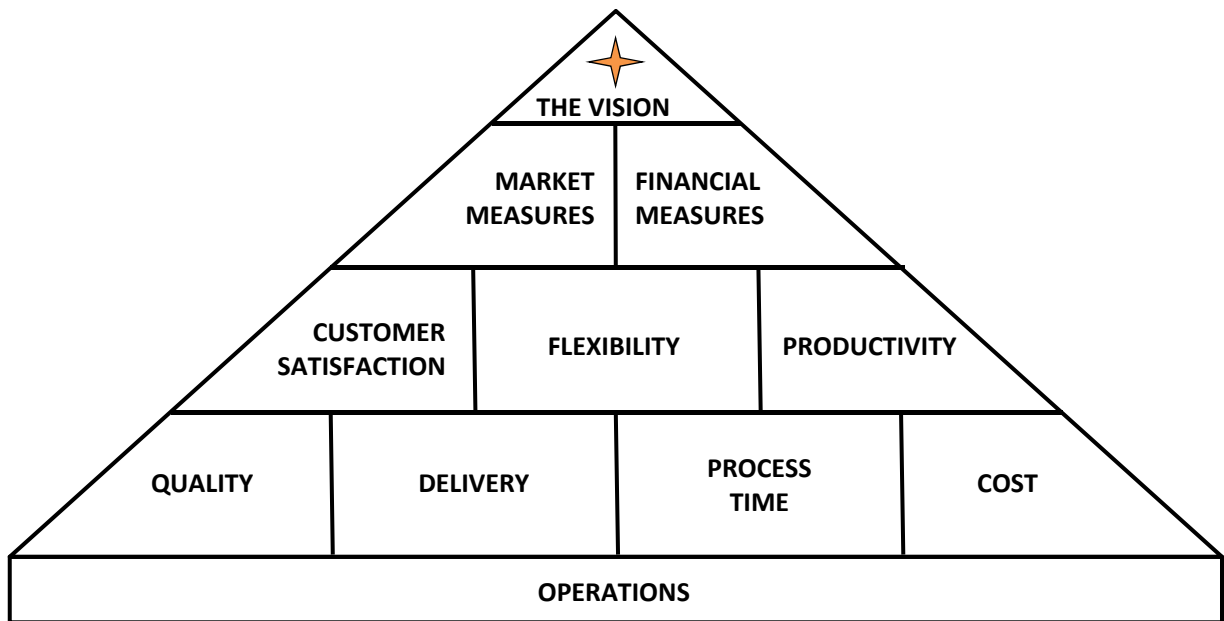 THE VISION
MARKET
MEASURES
FINANCIAL
MEASURES
CUSTOMER
SATISFACTION
FLEXIBILITY
PRODUCTIVITY
QUALITY
DELIVERY
PROCESS
TIME
COST
OPERATIONS